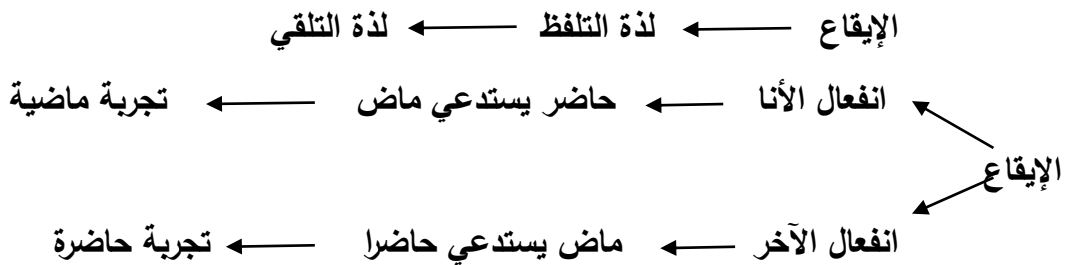 الإيقاع لذة التلفظ لذة التلقي
انفعال الأنا حاضر يستدعي ماض تجربة ماضية
الإيقاع
انفعال الآخر ماض يستدعي حاضرا تجربة حاضرة